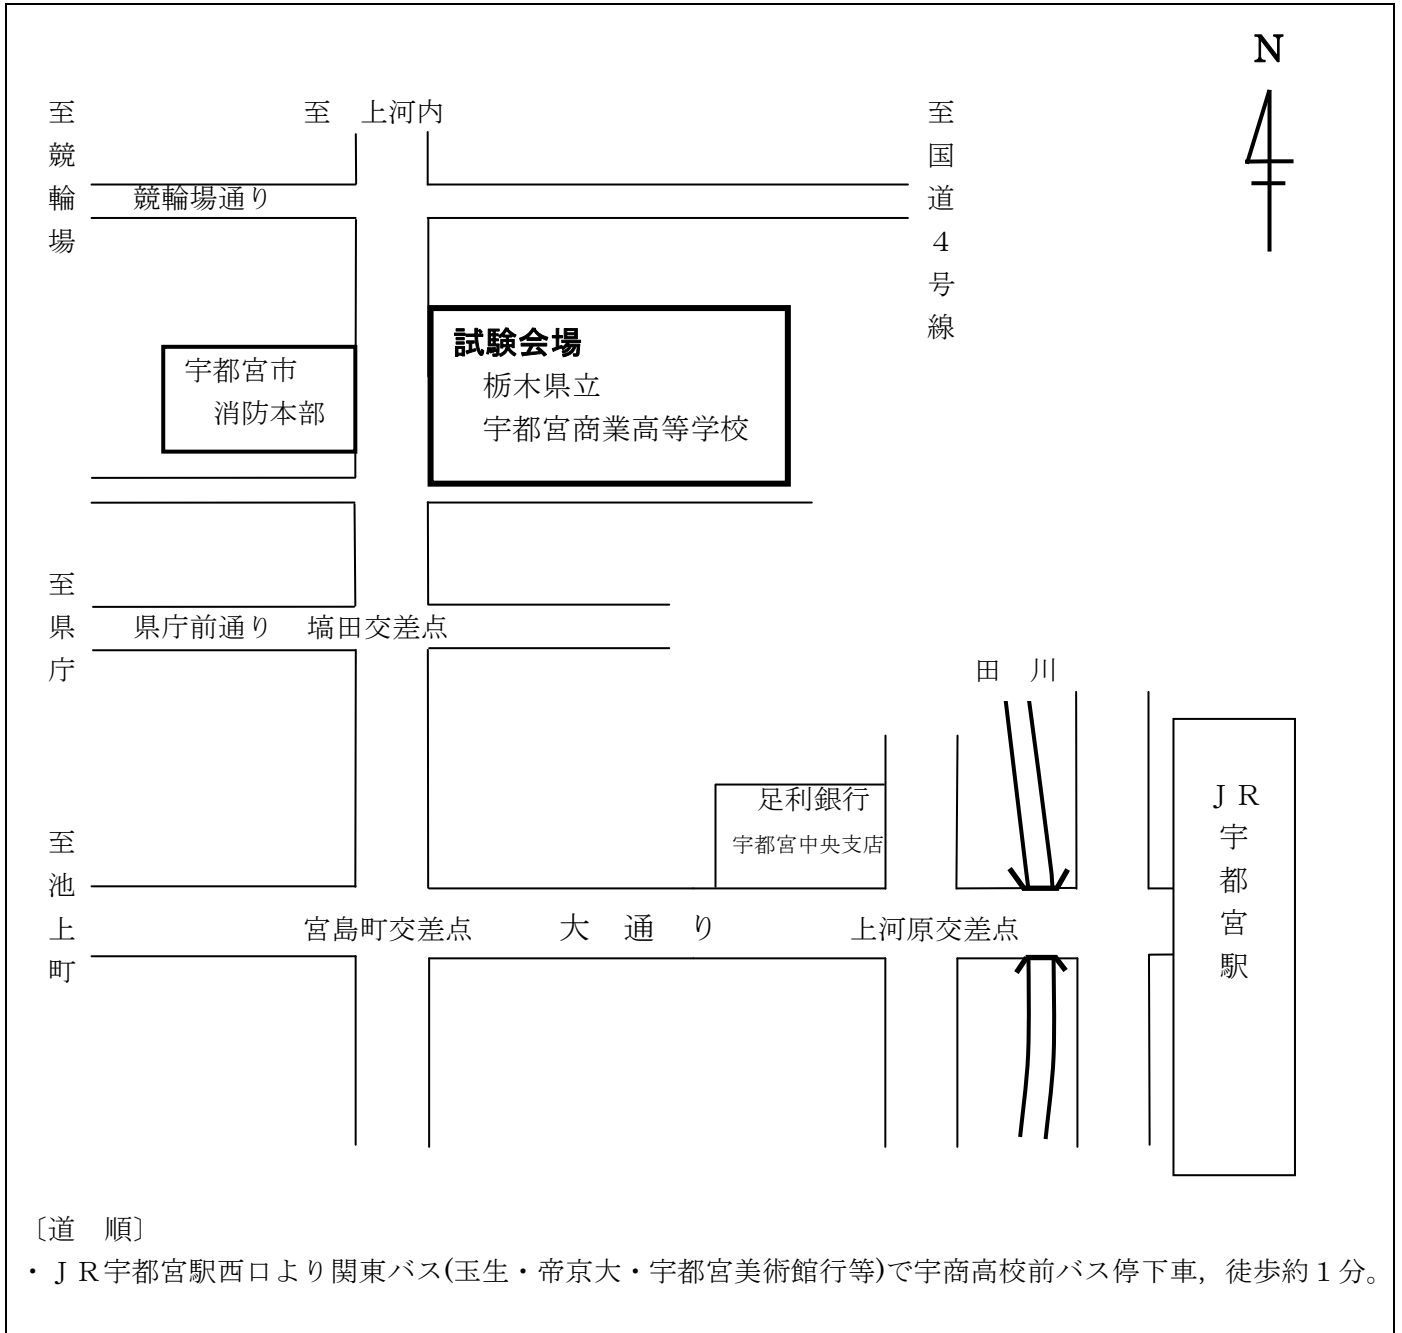 N
至競輪場
至 上河内
至国道４号線
競輪場通り
試験会場
栃木県立
宇都宮商業高等学校
宇都宮市
消防本部
至県庁
県庁前通り
塙田交差点
田 川
足利銀行
宇都宮中央支店
ＪＲ宇都宮駅
至池上町
宮島町交差点
大 通 り
上河原交差点
〔道 順〕
・ＪＲ宇都宮駅西口より関東バス(玉生・帝京大・宇都宮美術館行等)で宇商高校前バス停下車，徒歩約１分。